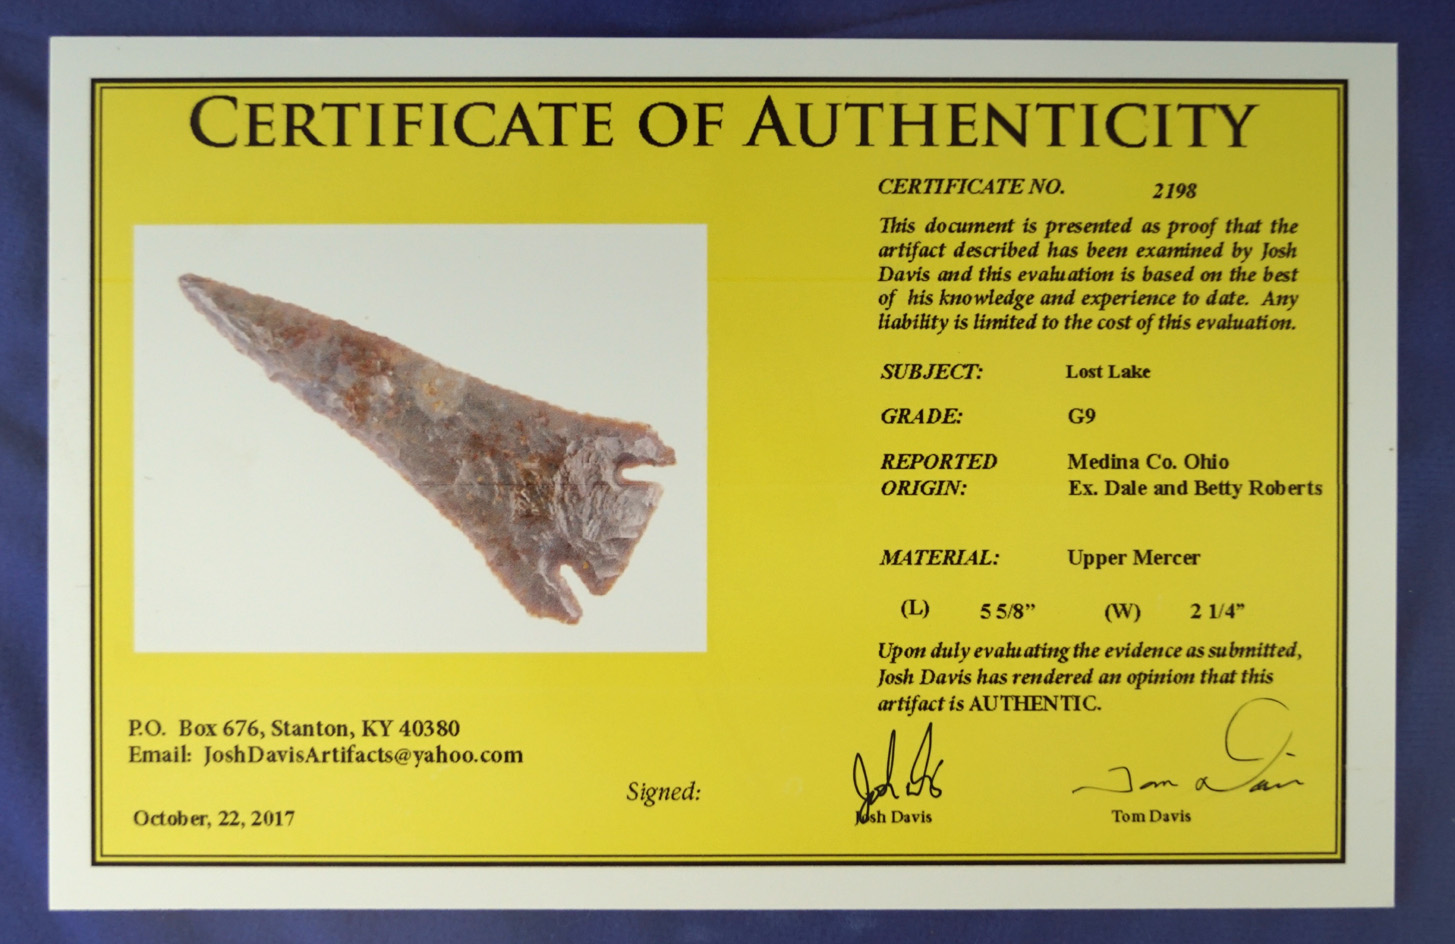 CERTIFICATE OF AUTHENTICITY
CERTIFICATE NO. 2198
This document is presented as proof that the
artifact described has been examined by Josh
Davis and this evaluation is based on the best
of his knowledge and experience to date. Any
liability is limited to the cost of this evaluation.
SUBJECT: Lost Lake
GRADE: G9
REPORTED Medina Co. Ohio
ORIGIN: Ex. Dale and Betty Roberts
MATERIAL: Upper Mercer
(L) 5 5/8” (W) 2 1/4”
Upon duly evaluating the evidence as submitted,
Josh Davis has rendered an opinion that this
artifact is AUTHENTIC.
P.O. Box 676, Stanton, KY 40380
Email: JoshDavisArtifacts@yahoo.com
October, 22, 2017
Signed:
Josh Davis Tom Davis
Josh Davis Tom Davis